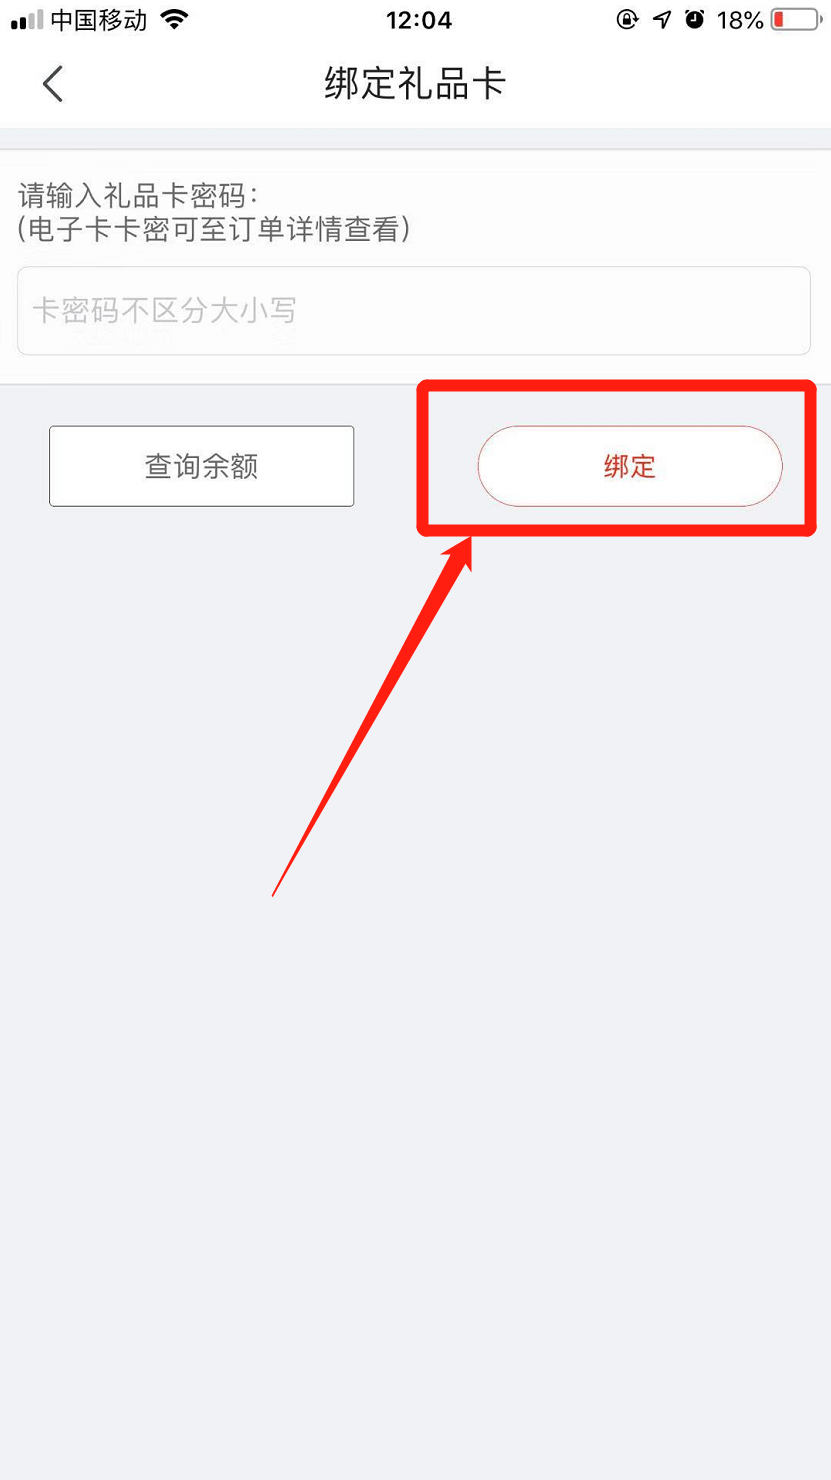 中国移动
12:04
18%
绑定礼品卡
请输入礼品卡密码：
(电子卡卡密可至订单详情查看)
卡密码不区分大小写
查询余额
绑定